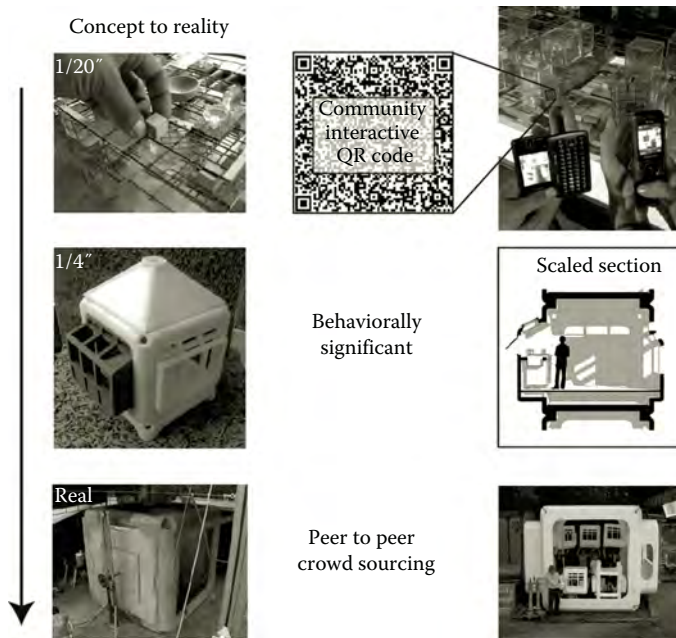 Concept to reality
1/20″
Community
interactive
QR code
1/4″
Behaviorally
significant
Scaled section
Real
Peer to peer
crowd sourcing